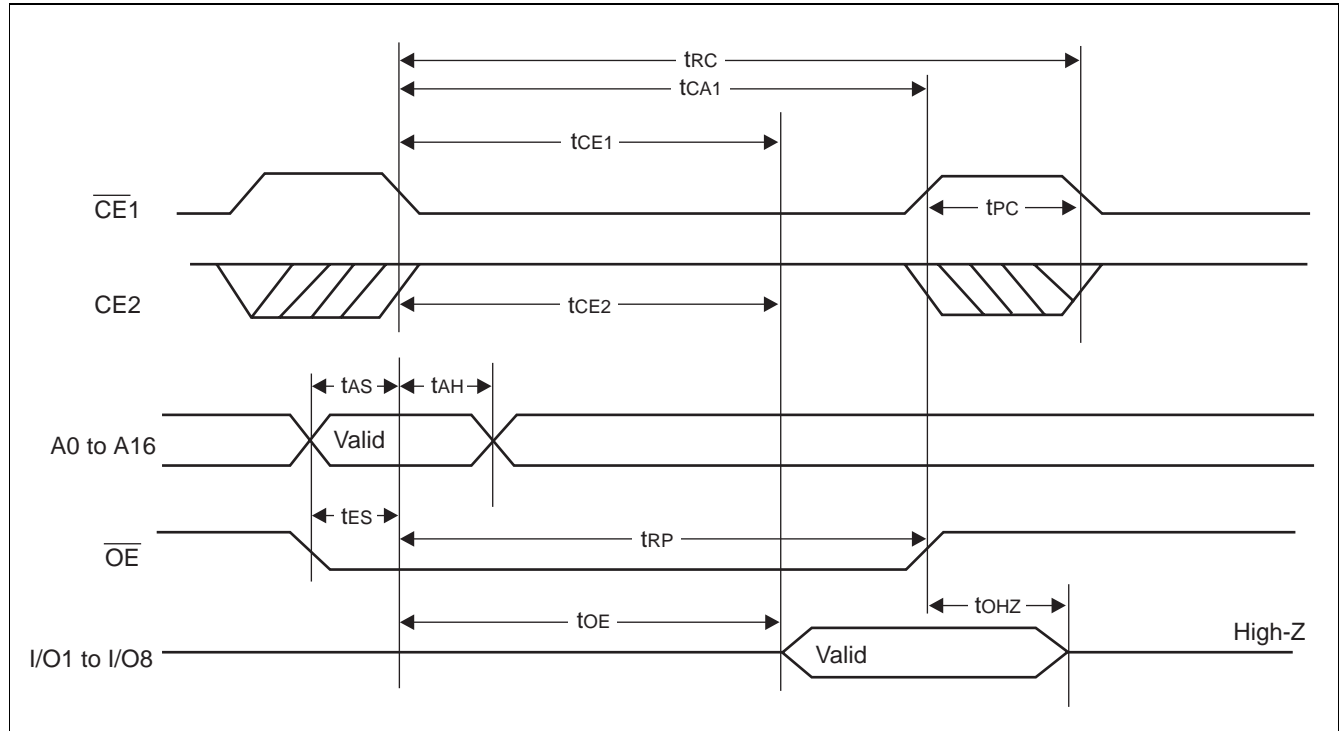 tRC
tCA1
tCE1
CE1
tPC
CE2
tCE2
tAS
tAH
A0 to A16
Valid
tES
OE
tRP
tOE
tOHZ
High-Z
I/O1 to I/O8
Valid